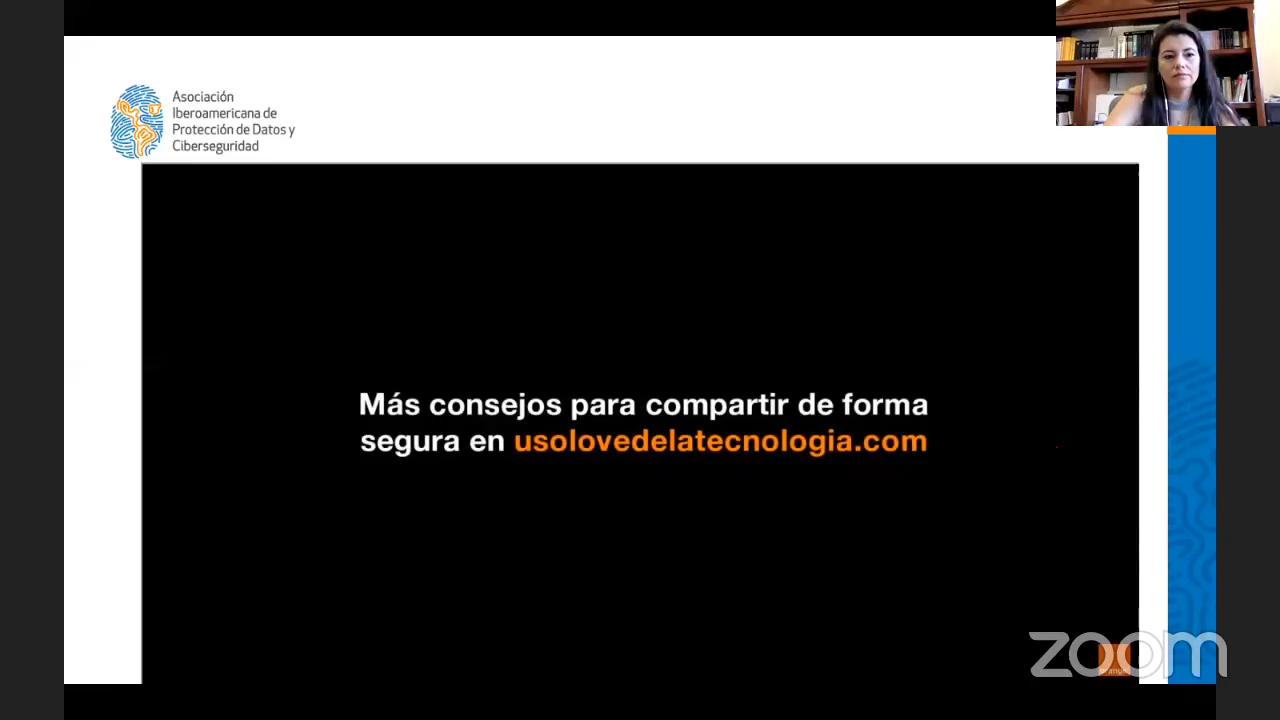 Asociación
Iberoamericana de
Protección de Datos y
Ciberseguridad
Más consejos para compartir de forma
segura en usolovedelatecnologia.com
zoom